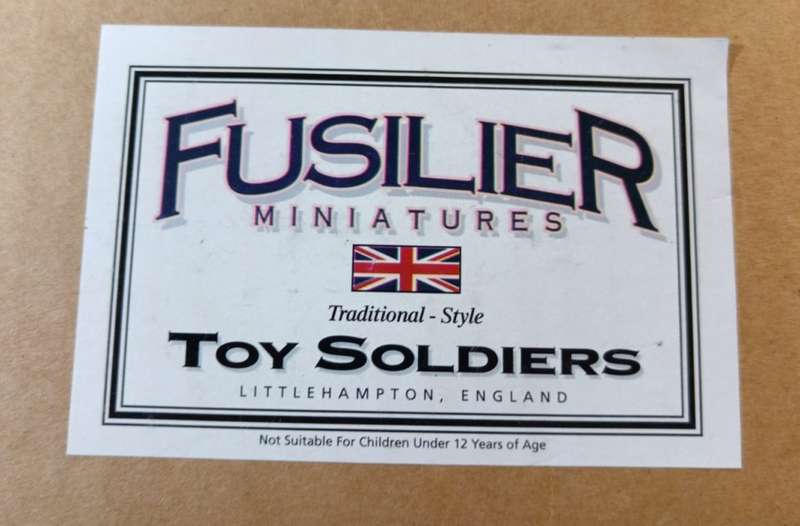 FUSILIER
MINIATURES
Traditional - Style
TOY SOLDIERS
LITTLEHAMPTON, ENGLAND
Not Suitable For Children Under 12 Years of Age